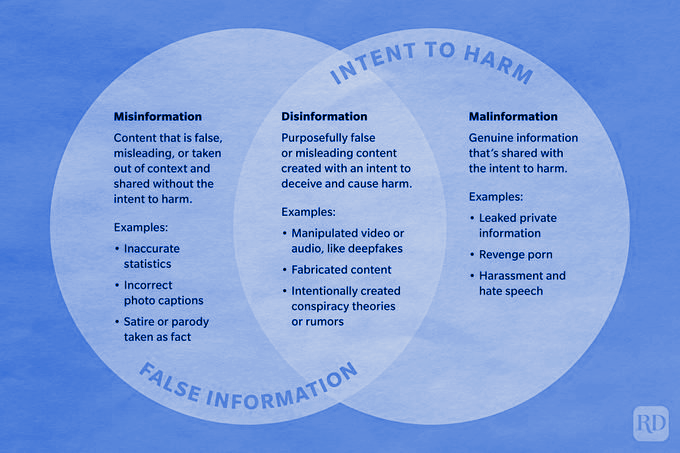 INTENT TO HARM
Misinformation
Content that is false,
misleading, or taken
out of context and
shared without the
intent to harm.
Examples:
• Inaccurate
statistics
• Incorrect
photo captions
• Satire or parody
taken as fact
Disinformation
Purposefully false
or misleading content
created with an intent to
deceive and cause harm.
Examples:
• Manipulated video or
audio, like deepfakes
• Fabricated content
• Intentionally created
conspiracy theories
or rumors
Malinformation
Genuine information
that's shared with
the intent to harm.
Examples:
• Leaked private
information
• Revenge porn
• Harassment and
hate speech
FALSE INFORMATION
RD